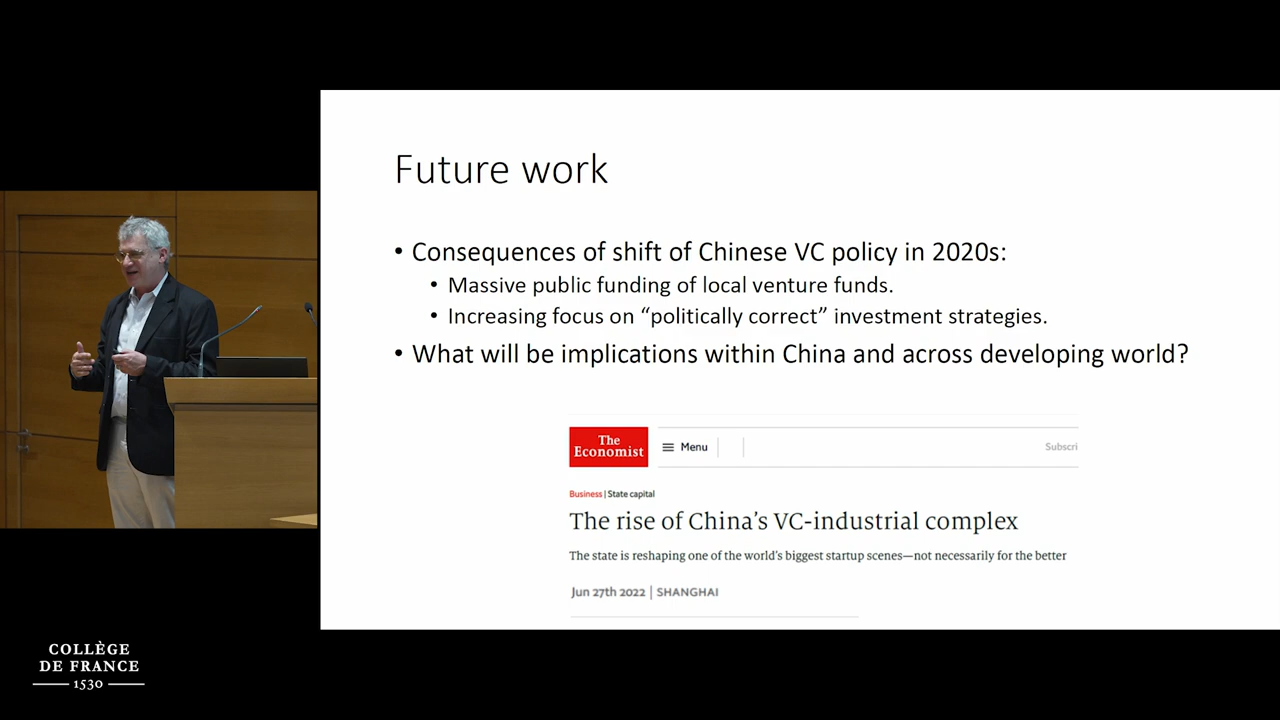 Future work
• Consequences of shift of Chinese VC policy in 2020s:
• Massive public funding of local venture funds.
• Increasing focus on “politically correct” investment strategies.
• What will be implications within China and across developing world?
The
Economist
Menu
Subscri
Business | State capital
The rise of China’s VC-industrial complex
The state is reshaping one of the world’s biggest startup scenes—not necessarily for the better
Jun 27th 2022 | SHANGHAI
COLLÈGE
DE FRANCE
1530